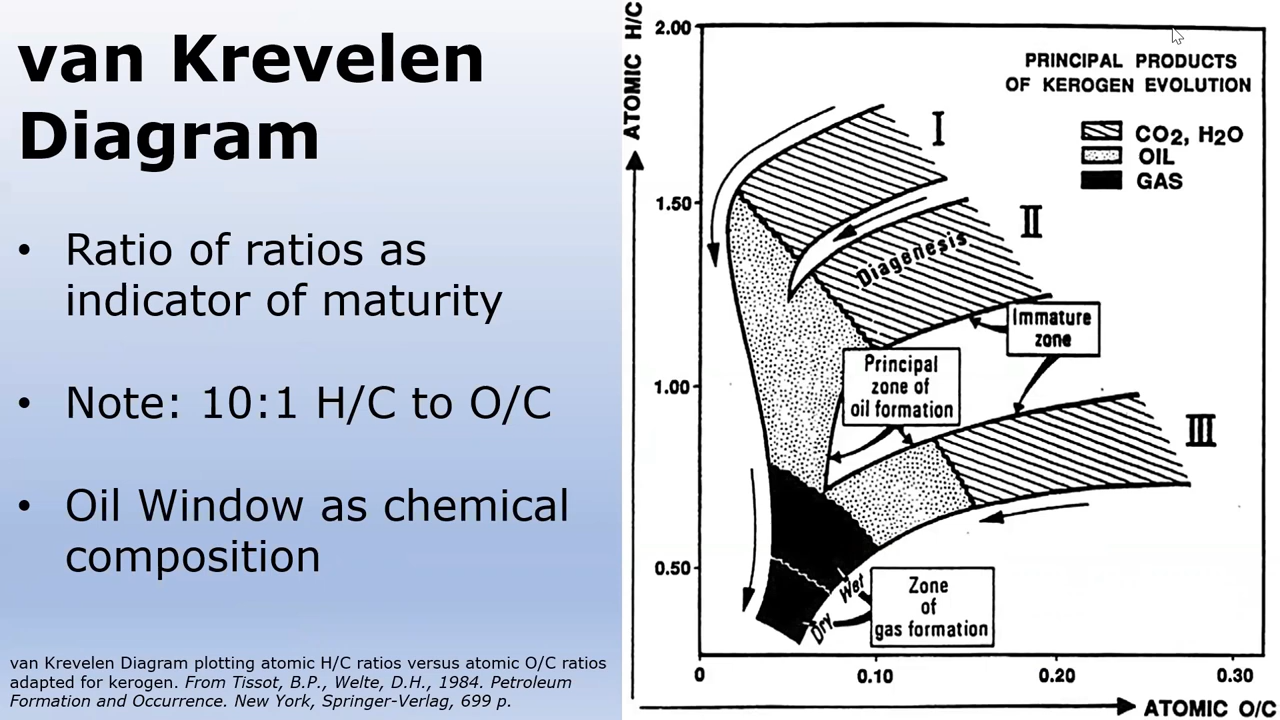 van Krevelen
Diagram
• Ratio of ratios as
indicator of maturity
• Note: 10:1 H/C to O/C
• Oil Window as chemical
composition
van Krevelen Diagram plotting atomic H/C ratios versus atomic O/C ratios
adapted for kerogen. From Tissot, B.P., Welte, D.H., 1984. Petroleum
Formation and Occurrence. New York, Springer-Verlag, 699 p.
ATOMIC H/C
2.00
1.50
1.00
0.50
PRINCIPAL PRODUCTS
OF KEROGEN EVOLUTION
CO2, H2O
OIL
GAS
I
II
Diagenesis
Immature
zone
Principal
zone of
oil formation
III
Wet
Dry
Zone
of
gas formation
0
0.10
0.20
0.30
ATOMIC O/C